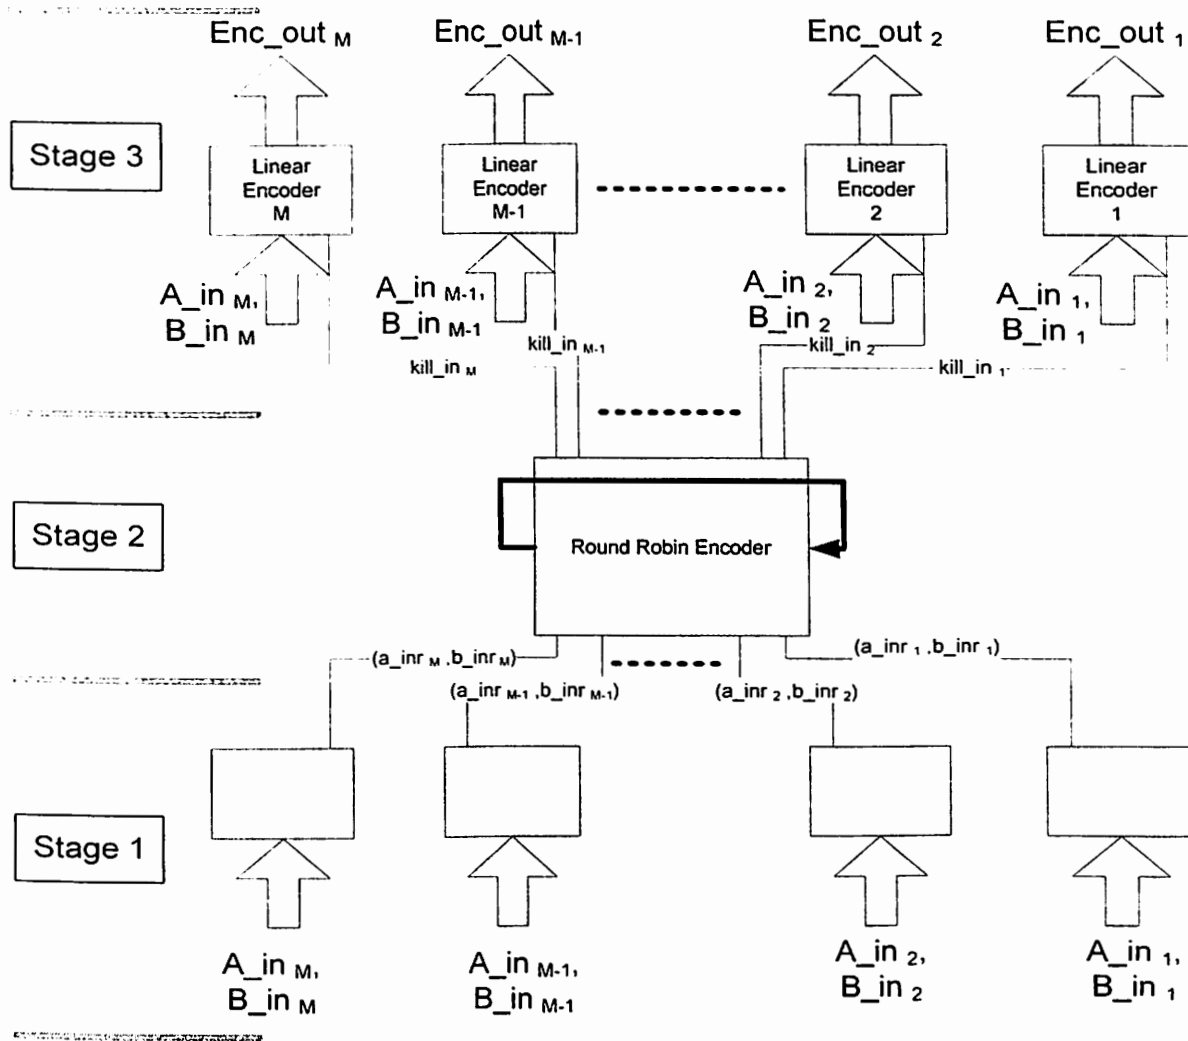 Enc_out M Enc_out M-1 Enc_out 2 Enc_out 1
Stage 3
Linear Encoder M
Linear Encoder M-1
Linear Encoder 2
Linear Encoder 1
A_in M,
B_in M
A_in M-1,
B_in M-1
A_in 2,
B_in 2
A_in 1,
B_in 1
kill_in M-1
kill_in 2
kill_in M
kill_in 1
Stage 2
Round Robin Encoder
(a_inr M ,b_inr M)
(a_inr 1 ,b_inr 1)
(a_inr M-1 ,b_inr M-1)
(a_inr 2 ,b_inr 2)
Stage 1
A_in M,
B_in M
A_in M-1,
B_in M-1
A_in 2,
B_in 2
A_in 1,
B_in 1